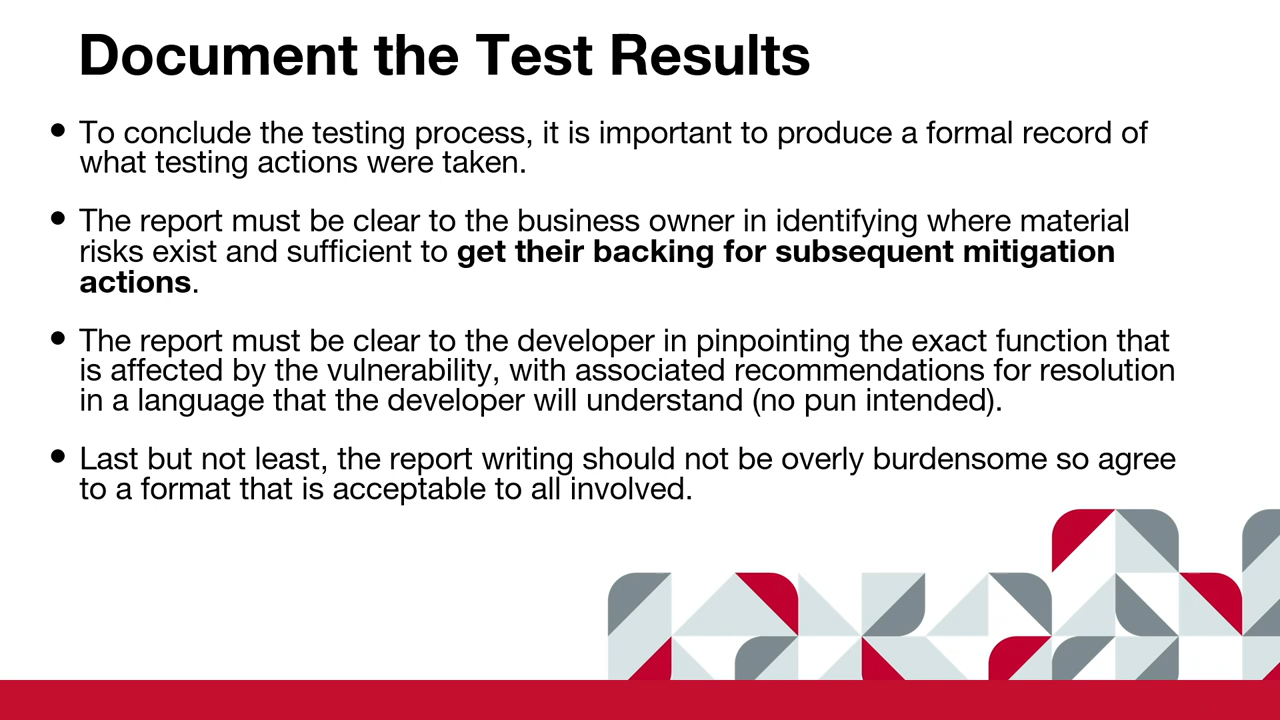 Document the Test Results
• To conclude the testing process, it is important to produce a formal record of
what testing actions were taken.
• The report must be clear to the business owner in identifying where material
risks exist and sufficient to get their backing for subsequent mitigation
actions.
• The report must be clear to the developer in pinpointing the exact function that
is affected by the vulnerability, with associated recommendations for resolution
in a language that the developer will understand (no pun intended).
• Last but not least, the report writing should not be overly burdensome so agree
to a format that is acceptable to all involved.